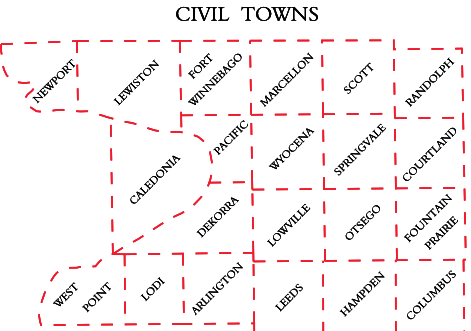 CIVIL TOWNS
NEWPORT
LEWISTON
FORT
WINNEBAGO
MARCELLON
SCOTT
RANDOLPH
CALEDONIA
PACIFIC
WYOCENA
SPRINGVALE
COURTLAND
DEKORRA
LOWVILLE
OTSEGO
FOUNTAIN
PRAIRIE
WEST
POINT
LODI
ARLINGTON
LEEDS
HAMPDEN
COLUMBUS